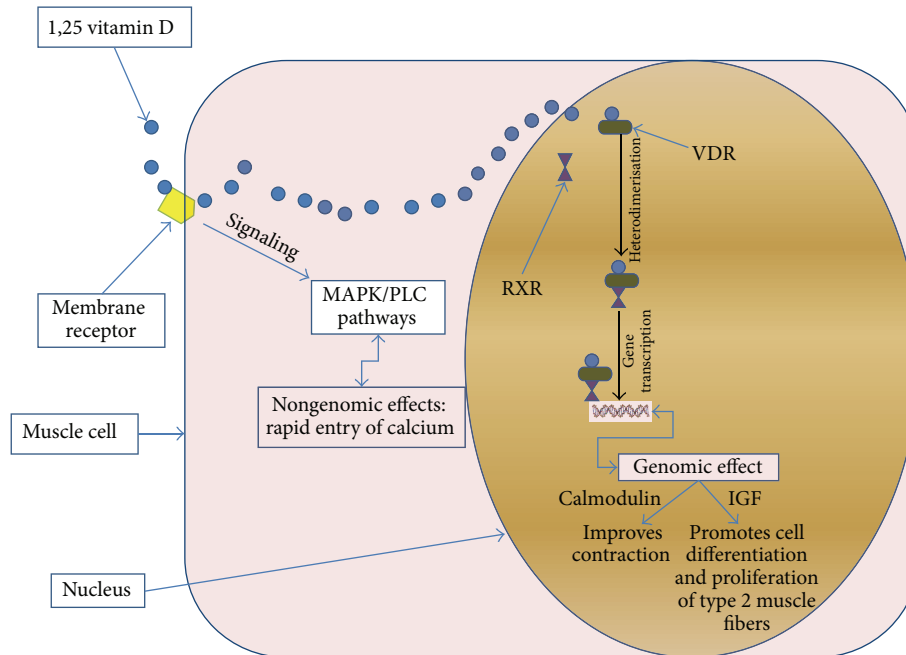 1,25 vitamin D
VDR
Heterodimerisation
Signaling
RXR
Membrane
receptor
MAPK/PLC
pathways
Gene
transcription
Nongenomic effects:
rapid entry of calcium
Muscle cell
Genomic effect
Calmodulin
IGF
Improves
contraction
Promotes cell
differentiation
and proliferation
of type 2 muscle
fibers
Nucleus